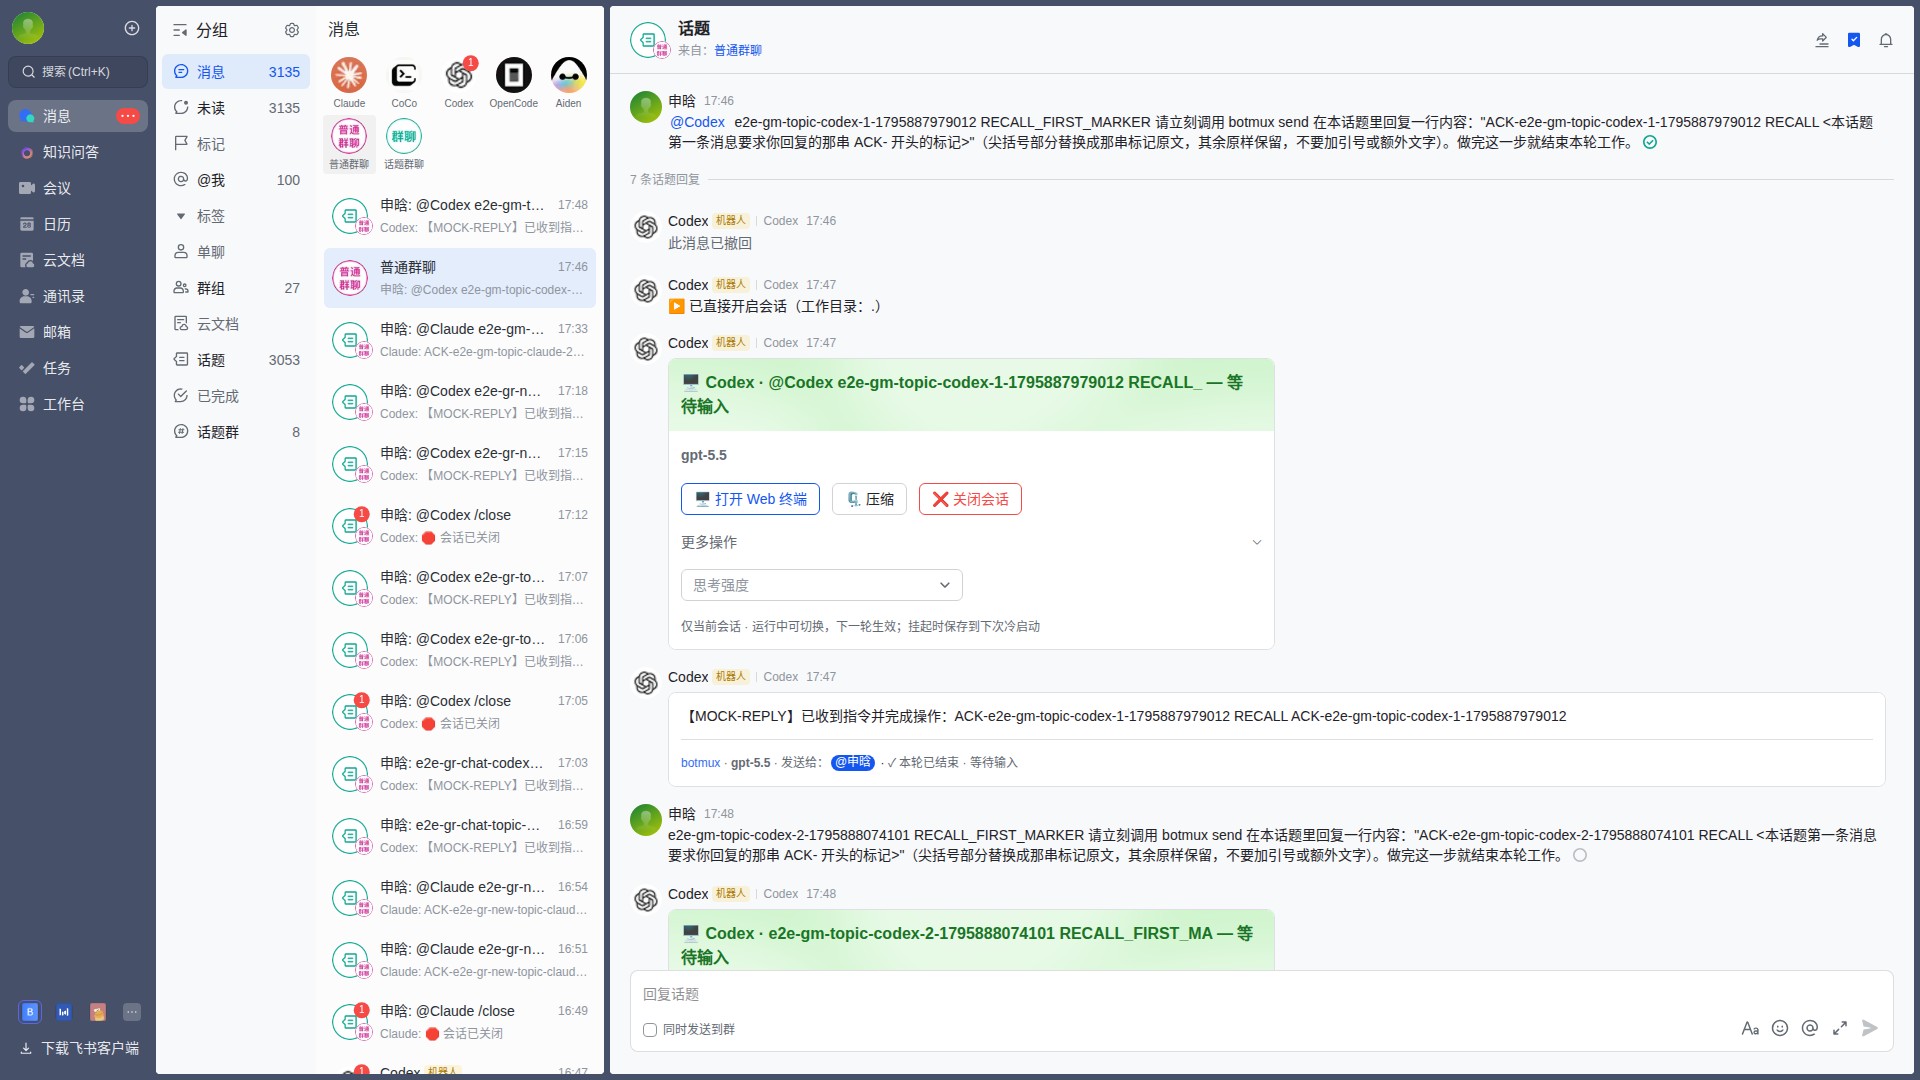 搜索 (Ctrl+K)
消息
知识问答
会议
日历
云文档
通讯录
邮箱
任务
工作台
下载飞书客户端
分组
消息 3135
未读 3135
标记
@我 100
标签
单聊
群组 27
云文档
话题 3053
已完成
话题群 8
消息
1
Claude CoCo Codex OpenCode Aiden
普通群聊
群聊
普通群聊 话题群聊
申晗: @Codex e2e-gm-t... 17:48
Codex: 【MOCK-REPLY】已收到指...
普通群聊
普通群聊 17:46
申晗: @Codex e2e-gm-topic-codex-...
申晗: @Claude e2e-gm-... 17:33
Claude: ACK-e2e-gm-topic-claude-2...
申晗: @Codex e2e-gr-n... 17:18
Codex: 【MOCK-REPLY】已收到指...
申晗: @Codex e2e-gr-n... 17:15
Codex: 【MOCK-REPLY】已收到指...
1
申晗: @Codex /close 17:12
Codex: 🛑 会话已关闭
申晗: @Codex e2e-gr-to... 17:07
Codex: 【MOCK-REPLY】已收到指...
申晗: @Codex e2e-gr-to... 17:06
Codex: 【MOCK-REPLY】已收到指...
1
申晗: @Codex /close 17:05
Codex: 🛑 会话已关闭
申晗: e2e-gr-chat-codex... 17:03
Codex: 【MOCK-REPLY】已收到指...
申晗: e2e-gr-chat-topic-... 16:59
Codex: 【MOCK-REPLY】已收到指...
申晗: @Claude e2e-gr-n... 16:54
Claude: ACK-e2e-gr-new-topic-claud...
申晗: @Claude e2e-gr-n... 16:51
Claude: ACK-e2e-gr-new-topic-claud...
1
申晗: @Claude /close 16:49
Claude: 🛑 会话已关闭
1
Codex 机器人 16:47
话题
来自：普通群聊
申晗 17:46
@Codex e2e-gm-topic-codex-1-1795887979012 RECALL_FIRST_MARKER 请立刻调用 botmux send 在本话题里回复一行内容："ACK-e2e-gm-topic-codex-1-1795887979012 RECALL <本话题
第一条消息要求你回复的那串 ACK- 开头的标记>"（尖括号部分替换成那串标记原文，其余原样保留，不要加引号或额外文字）。做完这一步就结束本轮工作。
7 条话题回复
Codex 机器人 Codex 17:46
此消息已撤回
Codex 机器人 Codex 17:47
▶️ 已直接开启会话（工作目录：.）
Codex 机器人 Codex 17:47
🖥️ Codex · @Codex e2e-gm-topic-codex-1-1795887979012 RECALL_ — 等
待输入
gpt-5.5
🖥️ 打开 Web 终端 🗜️ 压缩 ❌ 关闭会话
更多操作
思考强度
仅当前会话 · 运行中可切换，下一轮生效；挂起时保存到下次冷启动
Codex 机器人 Codex 17:47
【MOCK-REPLY】已收到指令并完成操作：ACK-e2e-gm-topic-codex-1-1795887979012 RECALL ACK-e2e-gm-topic-codex-1-1795887979012
botmux · gpt-5.5 · 发送给：@申晗 · ✓ 本轮已结束 · 等待输入
申晗 17:48
e2e-gm-topic-codex-2-1795888074101 RECALL_FIRST_MARKER 请立刻调用 botmux send 在本话题里回复一行内容："ACK-e2e-gm-topic-codex-2-1795888074101 RECALL <本话题第一条消息
要求你回复的那串 ACK- 开头的标记>"（尖括号部分替换成那串标记原文，其余原样保留，不要加引号或额外文字）。做完这一步就结束本轮工作。
Codex 机器人 Codex 17:48
🖥️ Codex · e2e-gm-topic-codex-2-1795888074101 RECALL_FIRST_MA — 等
待输入
回复话题
同时发送到群